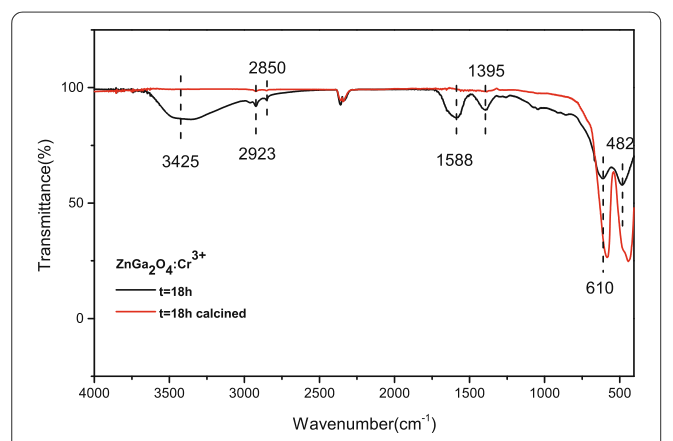 2850
1395
100
3425
2923
1588
482
50
ZnGa₂O₄:Cr³⁺
t=18h
t=18h calcined
610
0
4000 3500 3000 2500 2000 1500 1000 500
Wavenumber(cm⁻¹)
Transmittance(%)